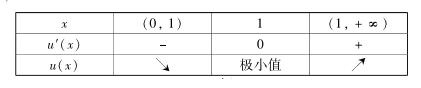 x (0, 1) 1 (1, + ∞)
u′(x) − 0 +
u(x) ↘ 极小值 ↗